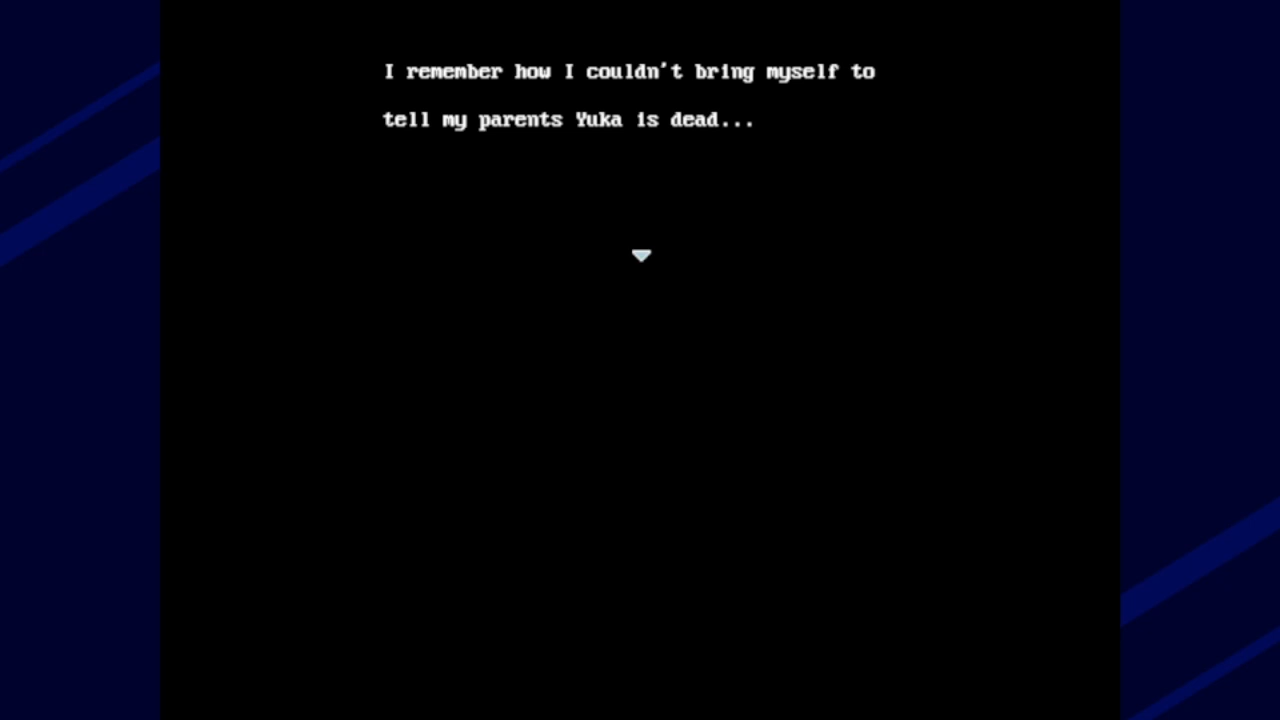 I remember how I couldn't bring myself to
tell my parents Yuka is dead...